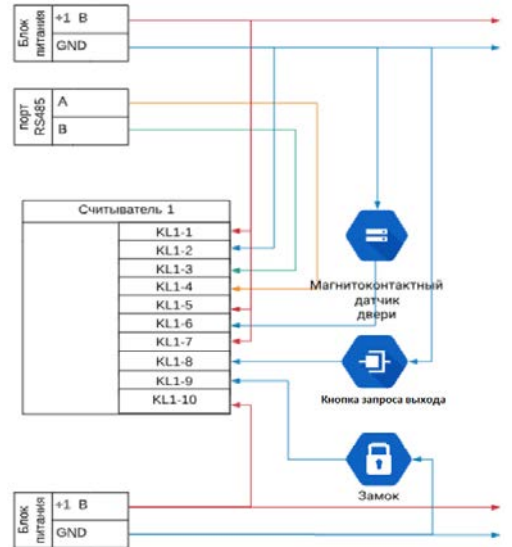 Блок
питания
+1 В
GND
порт
RS485
A
B
Считыватель 1
KL1-1
KL1-2
KL1-3
KL1-4
KL1-5
KL1-6
KL1-7
KL1-8
KL1-9
KL1-10
Магнитоконтактный
датчик
двери
Кнопка запроса выхода
Замок
Блок
питания
+1 В
GND